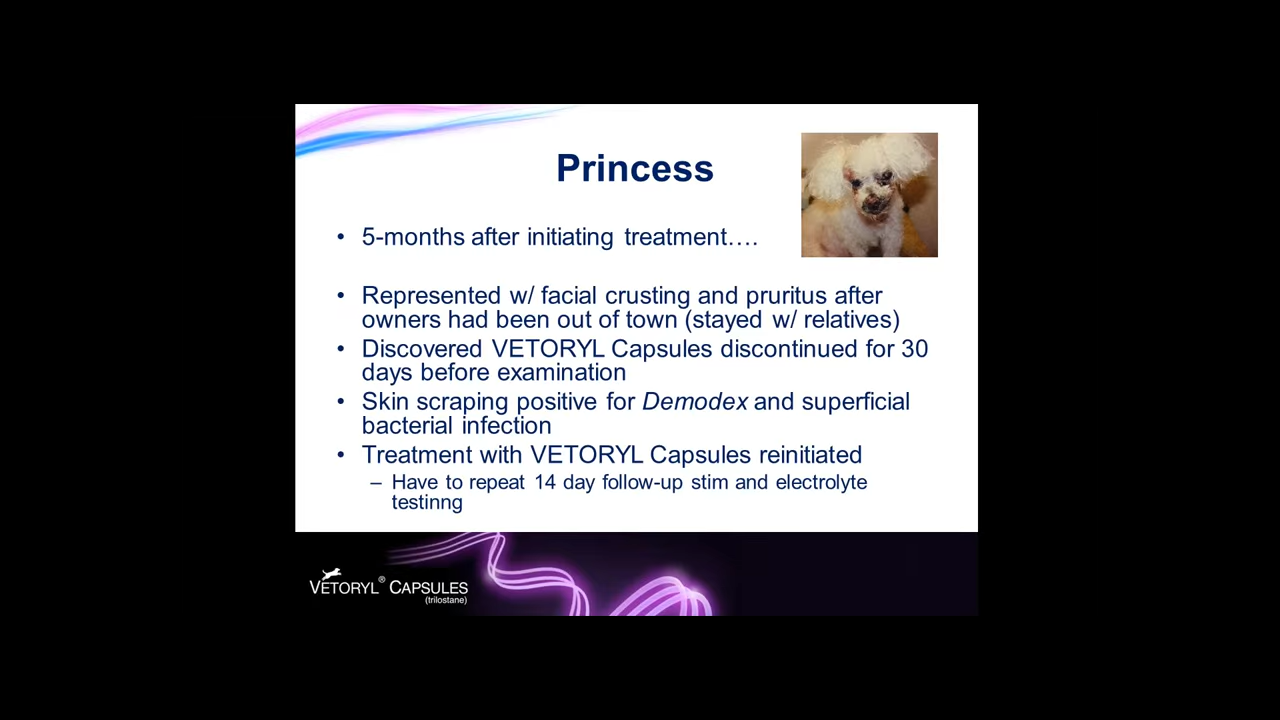 Princess
• 5-months after initiating treatment….
• Represented w/ facial crusting and pruritus after
owners had been out of town (stayed w/ relatives)
• Discovered VETORYL Capsules discontinued for 30
days before examination
• Skin scraping positive for Demodex and superficial
bacterial infection
• Treatment with VETORYL Capsules reinitiated
– Have to repeat 14 day follow-up stim and electrolyte
testinng
VETORYL® CAPSULES
(trilostane)